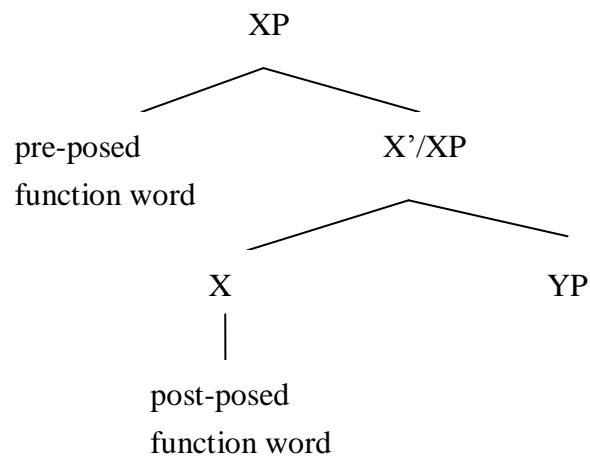 XP
pre-posed
function word
X’/XP
X
YP
post-posed
function word